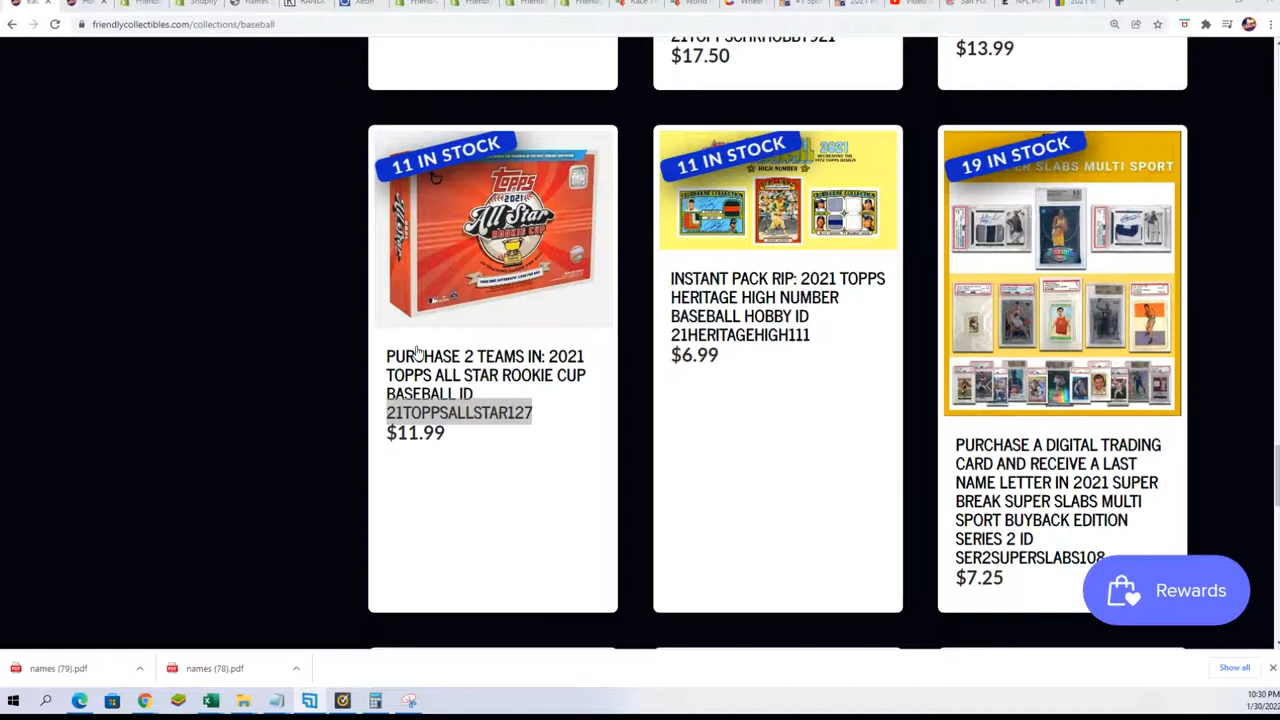 friendlycollectibles.com/collections/baseball
$17.50
$13.99
11 IN STOCK
TOPPS
2021
All Star
ROOKIE CUP
PURCHASE 2 TEAMS IN: 2021
TOPPS ALL STAR ROOKIE CUP
BASEBALL ID
21TOPPSALLSTAR127
$11.99
11 IN STOCK
2021
HIGH NUMBER
INSTANT PACK RIP: 2021 TOPPS
HERITAGE HIGH NUMBER
BASEBALL HOBBY ID
21HERITAGEHIGH111
$6.99
19 IN STOCK
SLABS MULTI SPORT
PURCHASE A DIGITAL TRADING
CARD AND RECEIVE A LAST
NAME LETTER IN 2021 SUPER
BREAK SUPER SLABS MULTI
SPORT BUYBACK EDITION
SERIES 2 ID
SER2SUPERSLABS108
$7.25
Rewards
names (79).pdf
names (78).pdf
Show all
10:30 PM